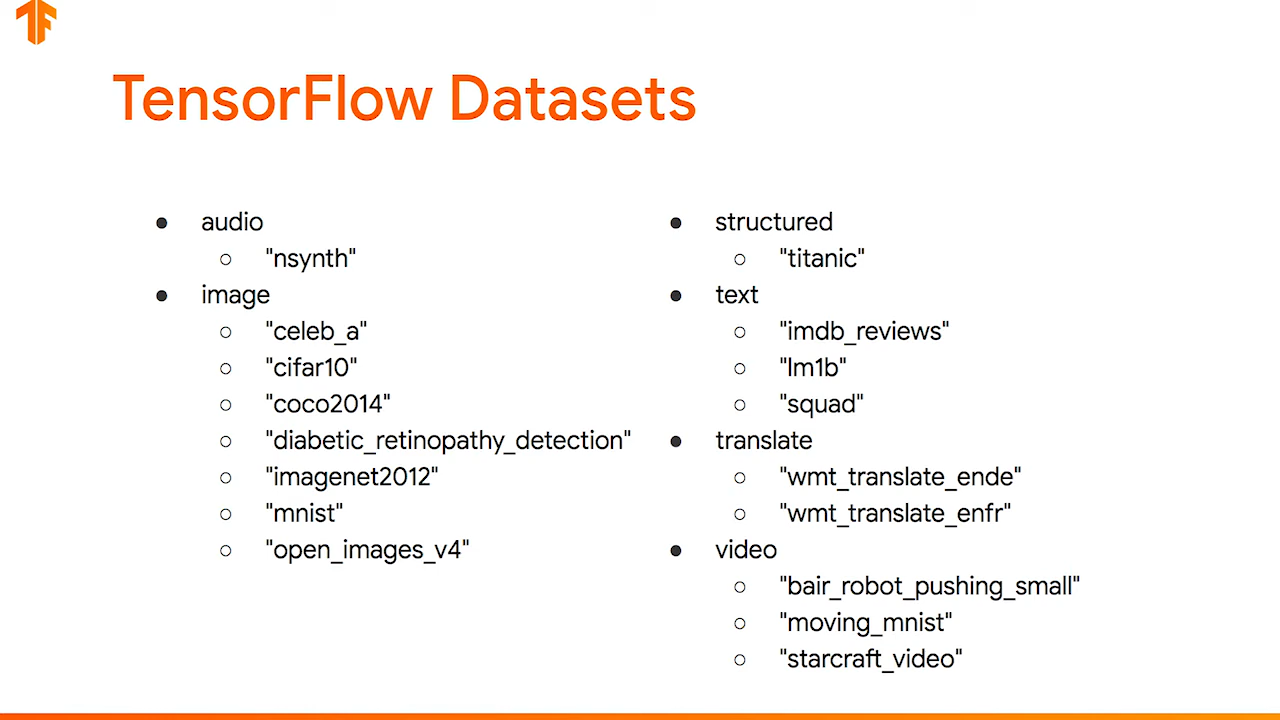 TensorFlow Datasets
● audio
○ "nsynth"
● image
○ "celeb_a"
○ "cifar10"
○ "coco2014"
○ "diabetic_retinopathy_detection"
○ "imagenet2012"
○ "mnist"
○ "open_images_v4"
● structured
○ "titanic"
● text
○ "imdb_reviews"
○ "lm1b"
○ "squad"
● translate
○ "wmt_translate_ende"
○ "wmt_translate_enfr"
● video
○ "bair_robot_pushing_small"
○ "moving_mnist"
○ "starcraft_video"